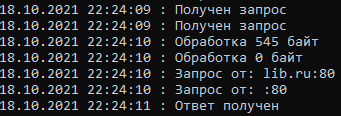 18.10.2021 22:24:09 : Получен запрос
18.10.2021 22:24:09 : Получен запрос
18.10.2021 22:24:10 : Обработка 545 байт
18.10.2021 22:24:10 : Обработка 0 байт
18.10.2021 22:24:10 : Запрос от: lib.ru:80
18.10.2021 22:24:10 : Запрос от: :80
18.10.2021 22:24:11 : Ответ получен